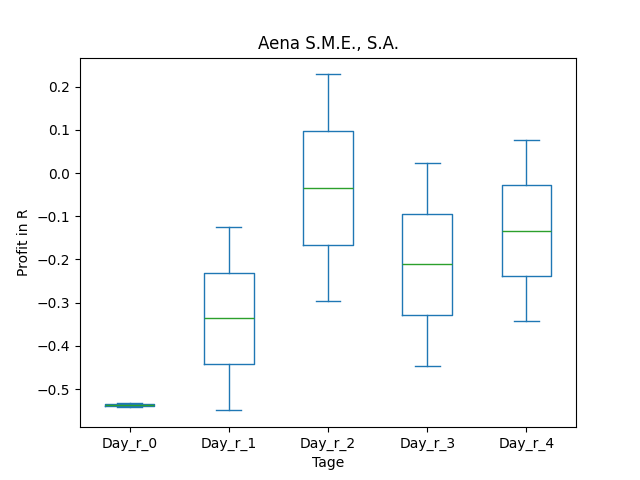 Aena S.M.E., S.A.
Profit in R
0.2
0.1
0.0
−0.1
−0.2
−0.3
−0.4
−0.5
Day_r_0 Day_r_1 Day_r_2 Day_r_3 Day_r_4
Tage